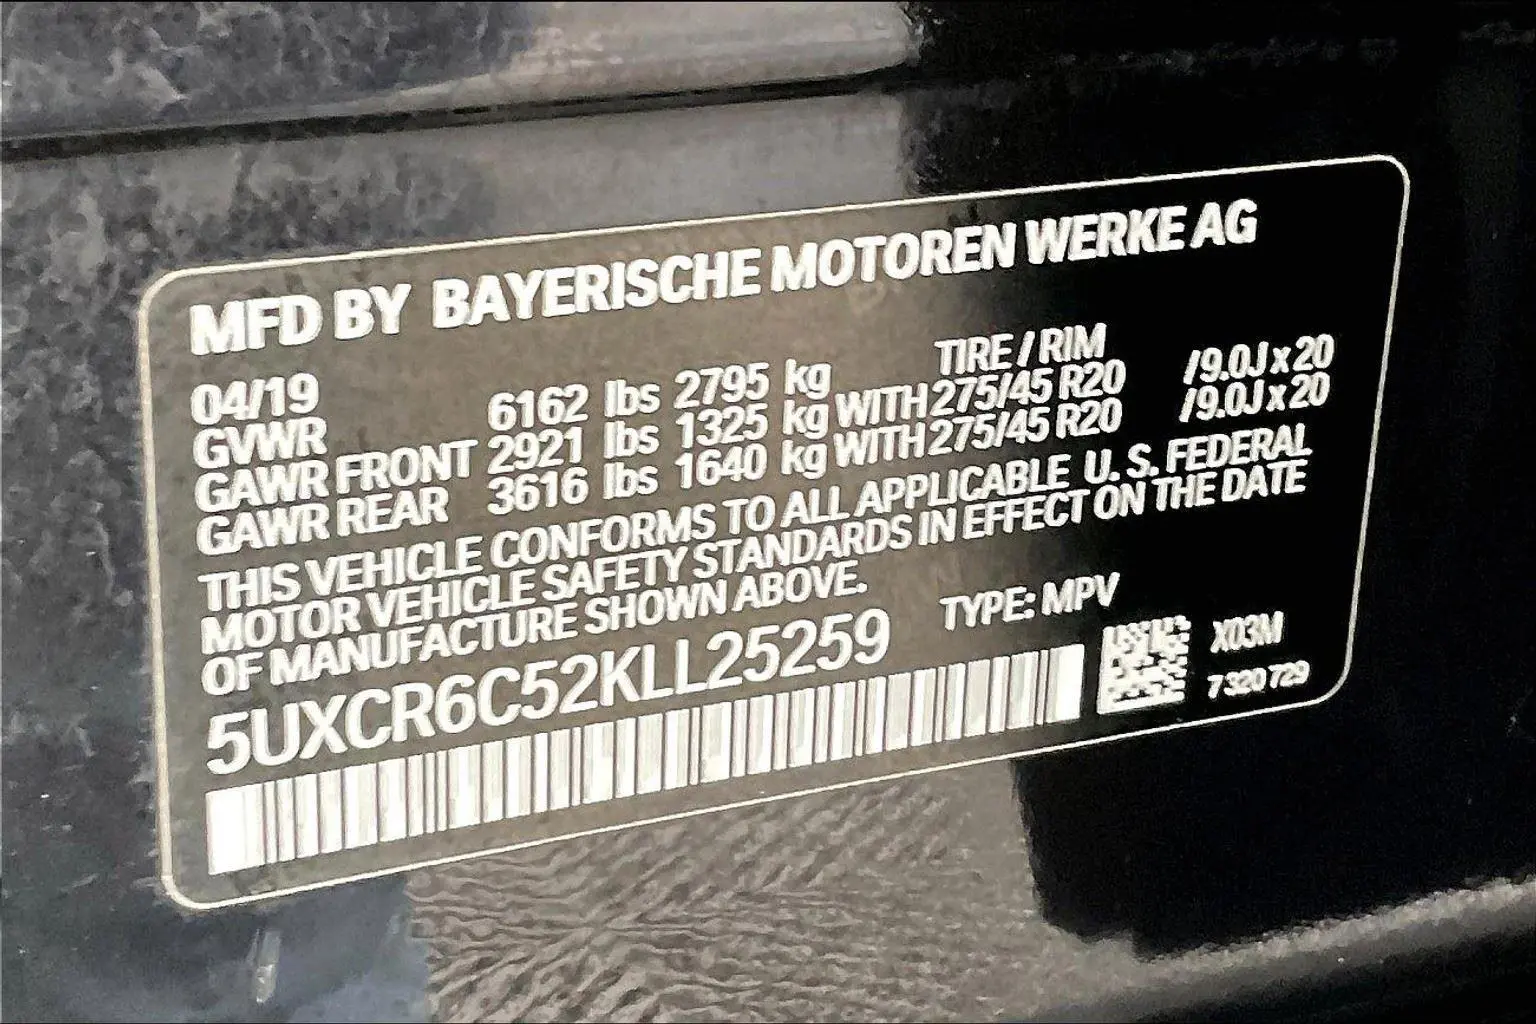 MFD BY BAYERISCHE MOTOREN WERKE AG
04/19 TIRE / RIM
GVWR 6162 lbs 2795 kg
GAWR FRONT 2921 lbs 1325 kg WITH 275/45 R20 /9.0J x 20
GAWR REAR 3616 lbs 1640 kg WITH 275/45 R20 /9.0J x 20
THIS VEHICLE CONFORMS TO ALL APPLICABLE U. S. FEDERAL
MOTOR VEHICLE SAFETY STANDARDS IN EFFECT ON THE DATE
OF MANUFACTURE SHOWN ABOVE.
5UXCR6C52KLL25259 TYPE: MPV
X03M
7 320 729